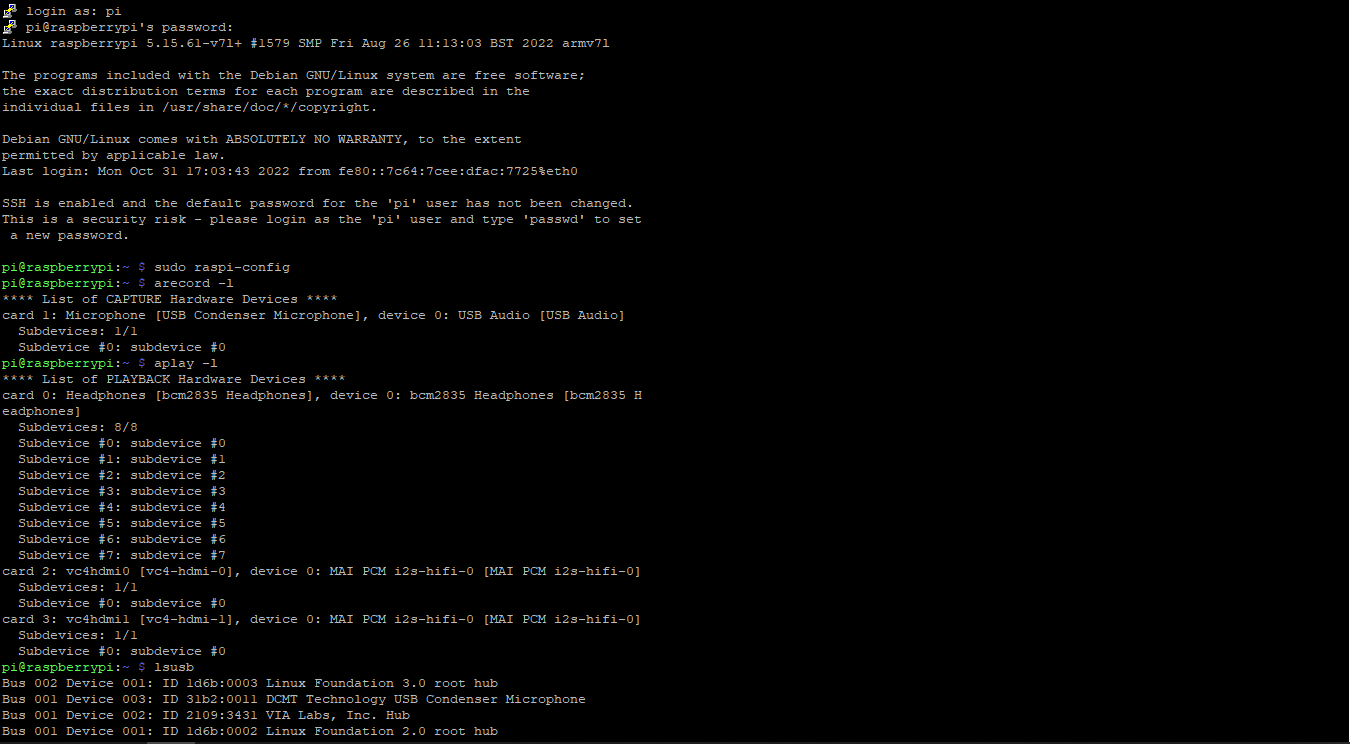 login as: pi
pi@raspberrypi's password:
Linux raspberrypi 5.15.61-v7l+ #1579 SMP Fri Aug 26 11:13:03 BST 2022 armv7l
The programs included with the Debian GNU/Linux system are free software;
the exact distribution terms for each program are described in the
individual files in /usr/share/doc/*/copyright.
Debian GNU/Linux comes with ABSOLUTELY NO WARRANTY, to the extent
permitted by applicable law.
Last login: Mon Oct 31 17:03:43 2022 from fe80::7c64:7cee:dfac:7725%eth0
SSH is enabled and the default password for the 'pi' user has not been changed.
This is a security risk - please login as the 'pi' user and type 'passwd' to set
 a new password.
pi@raspberrypi:~ $ sudo raspi-config
pi@raspberrypi:~ $ arecord -l
**** List of CAPTURE Hardware Devices ****
card 1: Microphone [USB Condenser Microphone], device 0: USB Audio [USB Audio]
  Subdevices: 1/1
  Subdevice #0: subdevice #0
pi@raspberrypi:~ $ aplay -l
**** List of PLAYBACK Hardware Devices ****
card 0: Headphones [bcm2835 Headphones], device 0: bcm2835 Headphones [bcm2835 H
eadphones]
  Subdevices: 8/8
  Subdevice #0: subdevice #0
  Subdevice #1: subdevice #1
  Subdevice #2: subdevice #2
  Subdevice #3: subdevice #3
  Subdevice #4: subdevice #4
  Subdevice #5: subdevice #5
  Subdevice #6: subdevice #6
  Subdevice #7: subdevice #7
card 2: vc4hdmi0 [vc4-hdmi-0], device 0: MAI PCM i2s-hifi-0 [MAI PCM i2s-hifi-0]
  Subdevices: 1/1
  Subdevice #0: subdevice #0
card 3: vc4hdmi1 [vc4-hdmi-1], device 0: MAI PCM i2s-hifi-0 [MAI PCM i2s-hifi-0]
  Subdevices: 1/1
  Subdevice #0: subdevice #0
pi@raspberrypi:~ $ lsusb
Bus 002 Device 001: ID 1d6b:0003 Linux Foundation 3.0 root hub
Bus 001 Device 003: ID 31b2:0011 DCMT Technology USB Condenser Microphone
Bus 001 Device 002: ID 2109:3431 VIA Labs, Inc. Hub
Bus 001 Device 001: ID 1d6b:0002 Linux Foundation 2.0 root hub